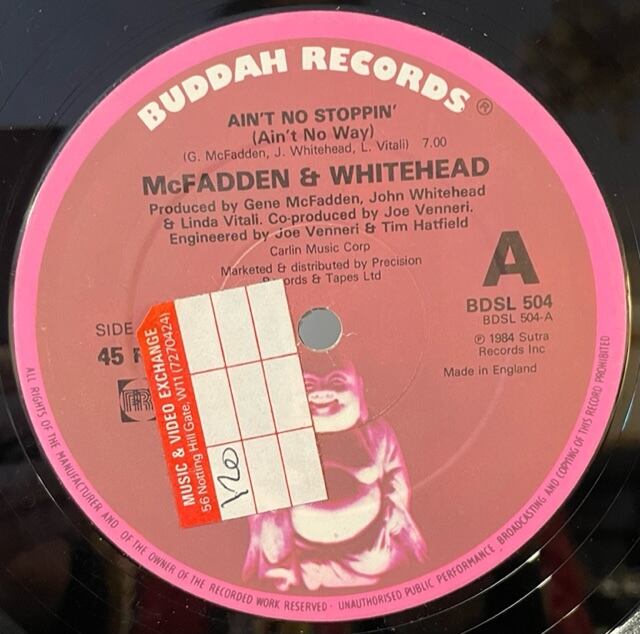 BUDDAH RECORDS ®
AIN'T NO STOPPIN'
(Ain't No Way)
(G. McFadden, J. Whitehead, L. Vitali) 7.00
McFADDEN & WHITEHEAD
Produced by Gene McFadden, John Whitehead
& Linda Vitali. Co-produced by Joe Venneri.
Engineered by Joe Venneri & Tim Hatfield
Carlin Music Corp
Marketed & distributed by Precision
& Tapes Ltd
A
BDSL 504
BDSL 504-A
℗ 1984 Sutra
Records Inc
Made in England
SIDE
45
MUSIC & VIDEO EXCHANGE
56 Notting Hill Gate, W11 (7270424)
ALL RIGHTS OF THE MANUFACTURER AND OF THE OWNER OF THE RECORDED WORK RESERVED · UNAUTHORISED PUBLIC PERFORMANCE, BROADCASTING AND COPYING OF THIS RECORD PROHIBITED